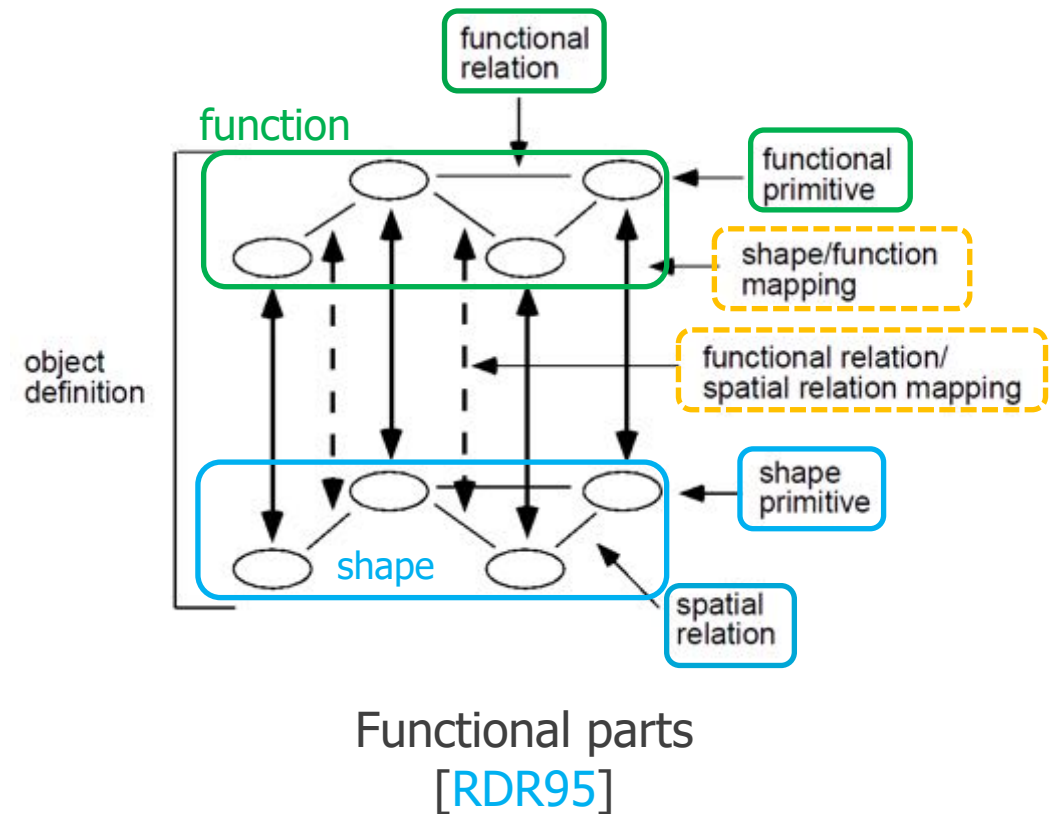 functional
relation
function
functional
primitive
shape/function
mapping
object
definition
functional relation/
spatial relation mapping
shape
primitive
shape
spatial
relation
Functional parts
[RDR95]